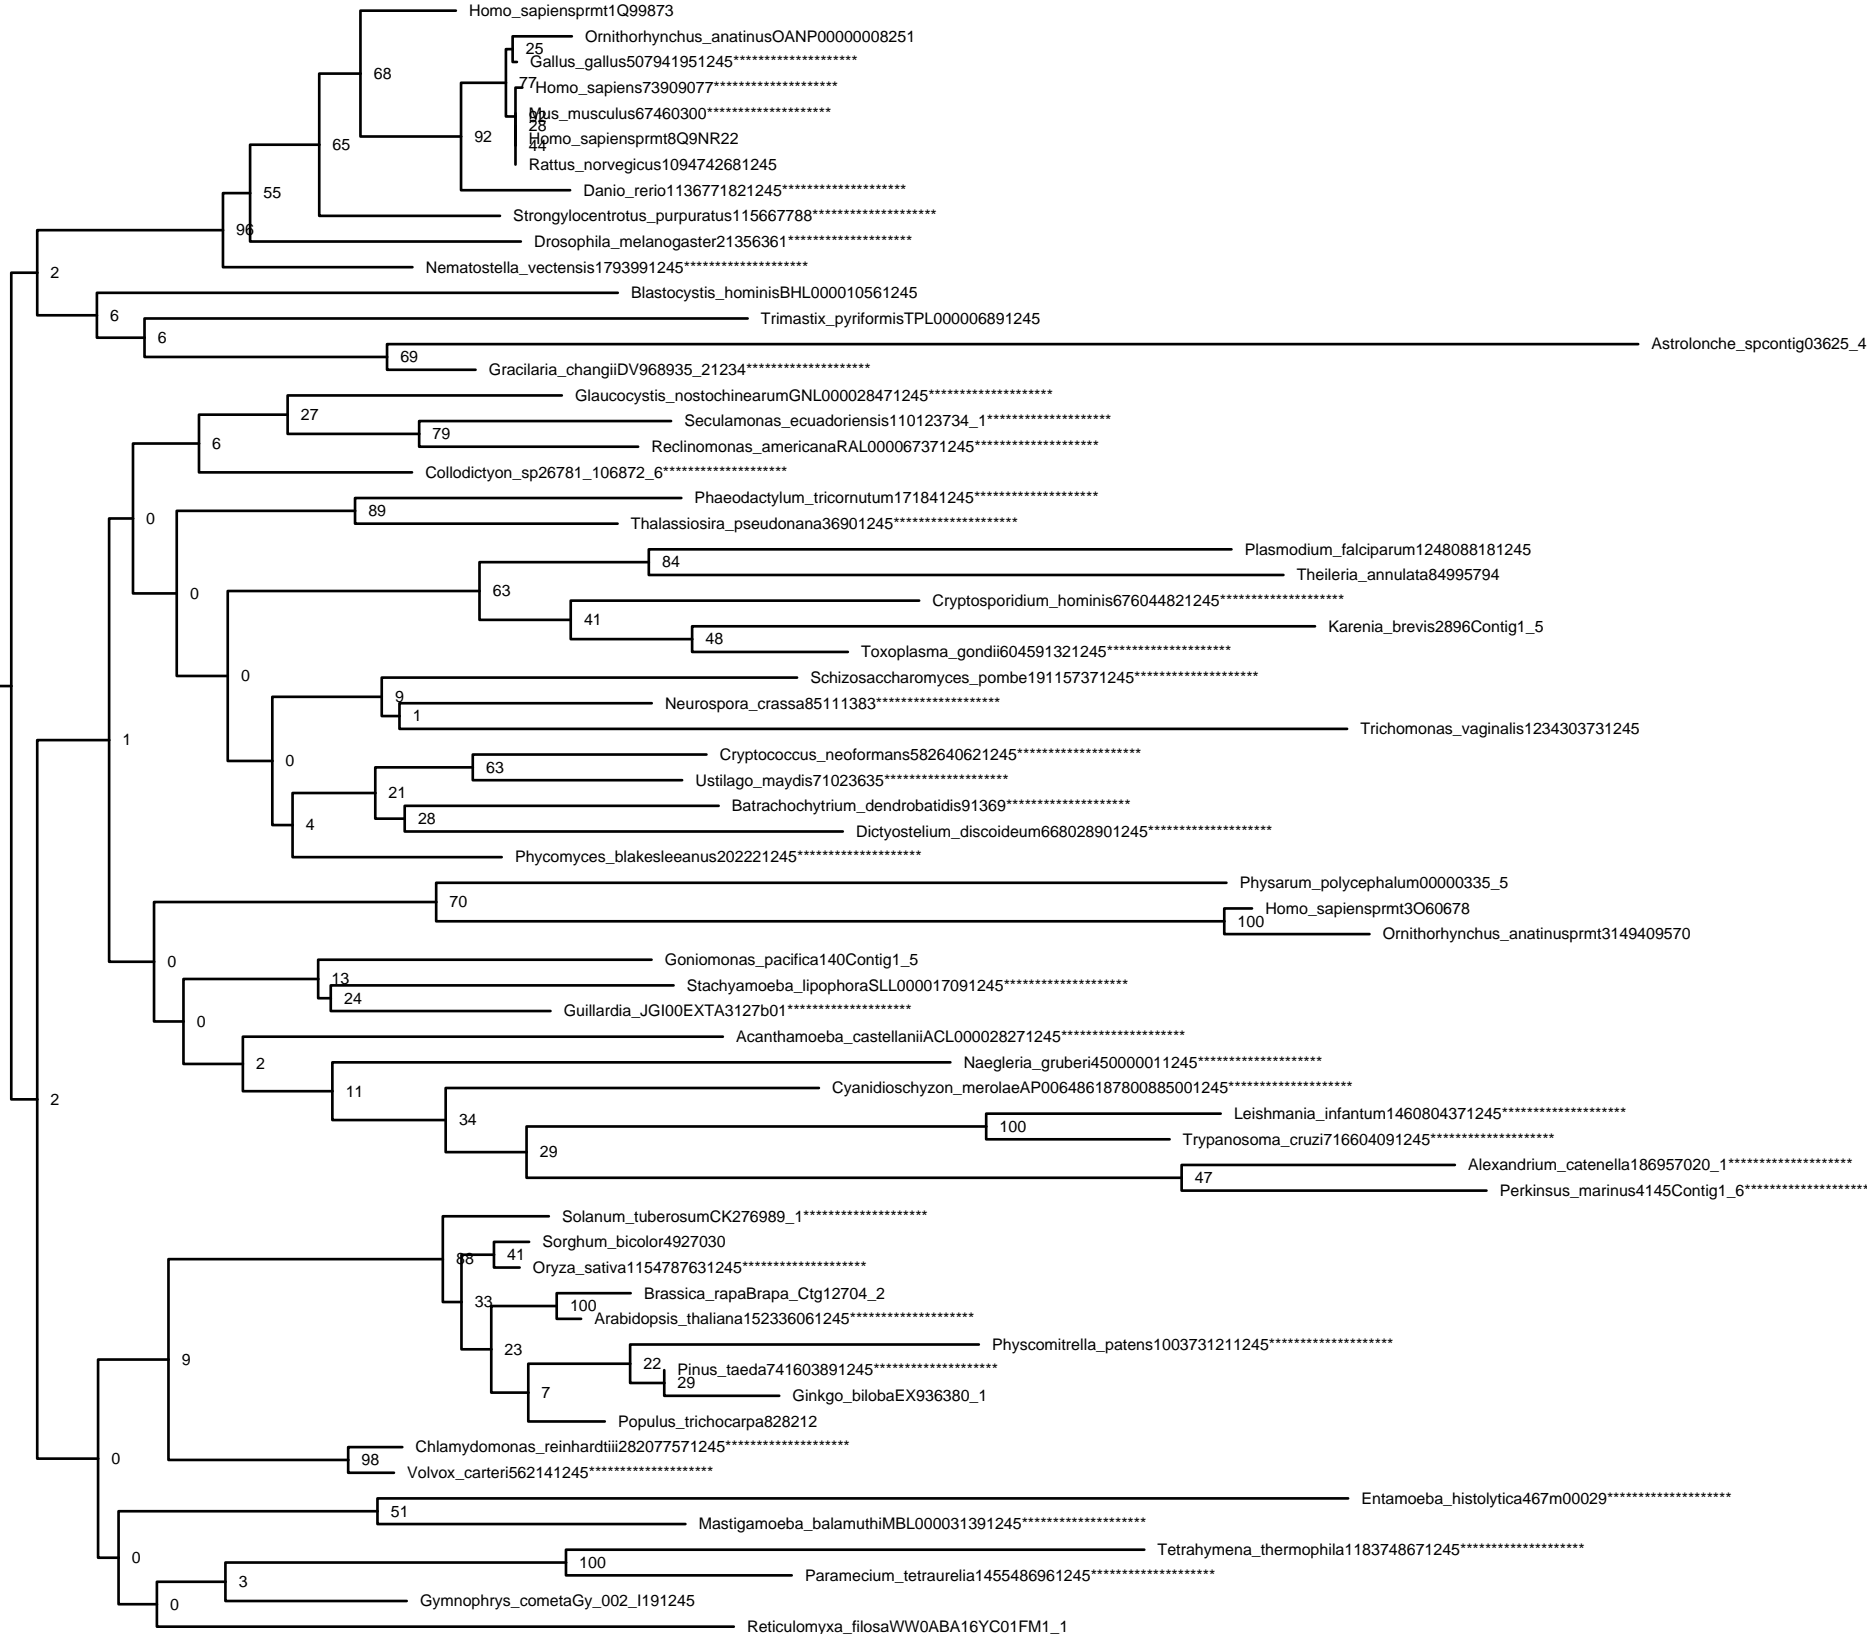 Homo_sapiensprmt1Q99873
Ornithorhynchus_anatinusOANP00000008251
25
Gallus_gallus507941951245********************
68
77
Homo_sapiens73909077********************
Mus_musculus67460300********************
28
92
Homo_sapiensprmt8Q9NR22
44
65
Rattus_norvegicus1094742681245
55
Danio_rerio1136771821245********************
Strongylocentrotus_purpuratus115667788********************
96
Drosophila_melanogaster21356361********************
2
Nematostella_vectensis1793991245********************
Blastocystis_hominisBHL000010561245
6
Trimastix_pyriformisTPL000006891245
6
Astrolonche_spcontig03625_4
69
Gracilaria_changiiDV968935_21234********************
Glaucocystis_nostochinearumGNL000028471245********************
27
Seculamonas_ecuadoriensis110123734_1********************
79
6
Reclinomonas_americanaRAL000067371245********************
Collodictyon_sp26781_106872_6********************
Phaeodactylum_tricornutum171841245********************
89
0
Thalassiosira_pseudonana36901245********************
Plasmodium_falciparum1248088181245
84
Theileria_annulata84995794
63
0
Cryptosporidium_hominis676044821245********************
41
Karenia_brevis2896Contig1_5
48
Toxoplasma_gondii604591321245********************
0
Schizosaccharomyces_pombe191157371245********************
9
Neurospora_crassa85111383********************
1
Trichomonas_vaginalis1234303731245
1
0
Cryptococcus_neoformans582640621245********************
63
Ustilago_maydis71023635********************
21
Batrachochytrium_dendrobatidis91369********************
28
4
Dictyostelium_discoideum668028901245********************
Phycomyces_blakesleeanus202221245********************
Physarum_polycephalum00000335_5
70
Homo_sapiensprmt3O60678
100
Ornithorhynchus_anatinusprmt3149409570
0
Goniomonas_pacifica140Contig1_5
13
Stachyamoeba_lipophoraSLL000017091245********************
24
Guillardia_JGI00EXTA3127b01********************
0
Acanthamoeba_castellaniiACL000028271245********************
2
Naegleria_gruberi450000011245********************
11
Cyanidioschyzon_merolaeAP006486187800885001245********************
2
34
Leishmania_infantum1460804371245********************
100
Trypanosoma_cruzi716604091245********************
29
Alexandrium_catenella186957020_1********************
47
Perkinsus_marinus4145Contig1_6********************
Solanum_tuberosumCK276989_1********************
Sorghum_bicolor4927030
88
41
Oryza_sativa1154787631245********************
Brassica_rapaBrapa_Ctg12704_2
33
100
Arabidopsis_thaliana152336061245********************
Physcomitrella_patens1003731211245********************
23
9
22
Pinus_taeda741603891245********************
29
7
Ginkgo_bilobaEX936380_1
Populus_trichocarpa828212
Chlamydomonas_reinhardtiii282077571245********************
0
98
Volvox_carteri562141245********************
Entamoeba_histolytica467m00029********************
51
Mastigamoeba_balamuthiMBL000031391245********************
Tetrahymena_thermophila1183748671245********************
0
100
Paramecium_tetraurelia1455486961245********************
3
Gymnophrys_cometaGy_002_I191245
0
Reticulomyxa_filosaWW0ABA16YC01FM1_1